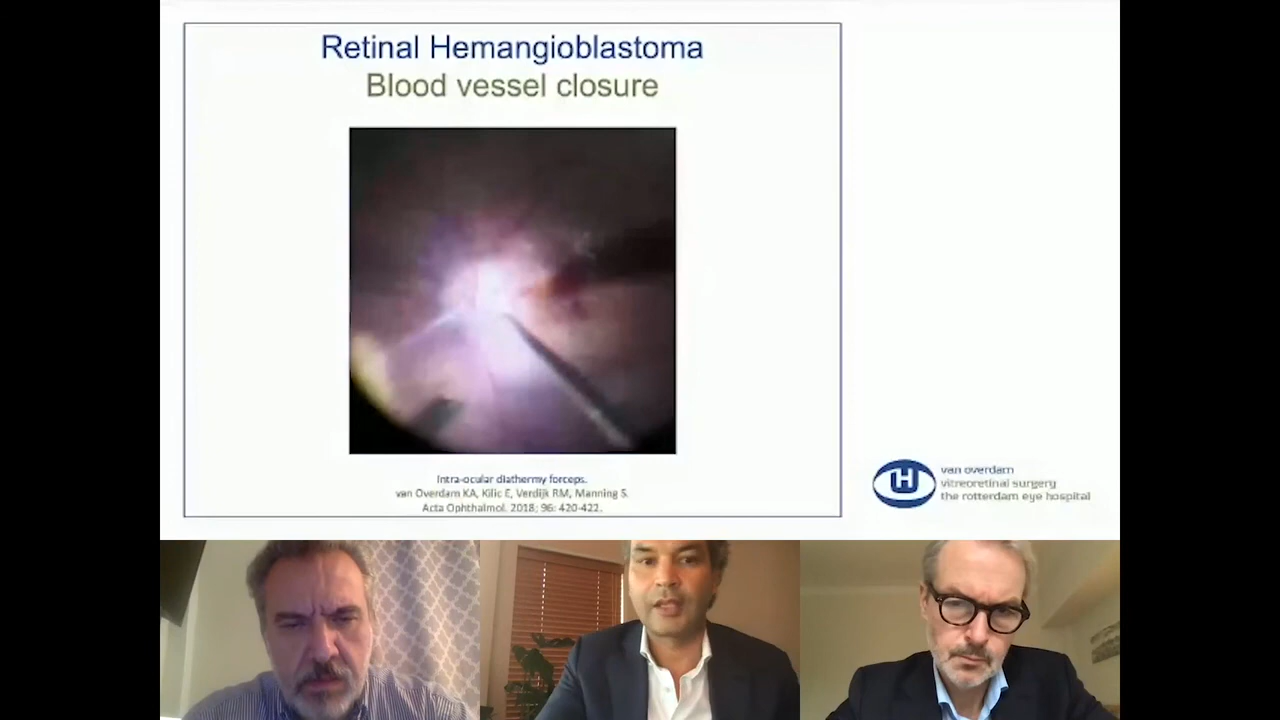 Retinal Hemangioblastoma
Blood vessel closure
Intra-ocular diathermy forceps.
van Overdam KA, Kilic E, Verdijk RM, Manning S.
Acta Ophthalmol. 2018; 96: 420-422.
H
van overdam
vitreoretinal surgery
the rotterdam eye hospital